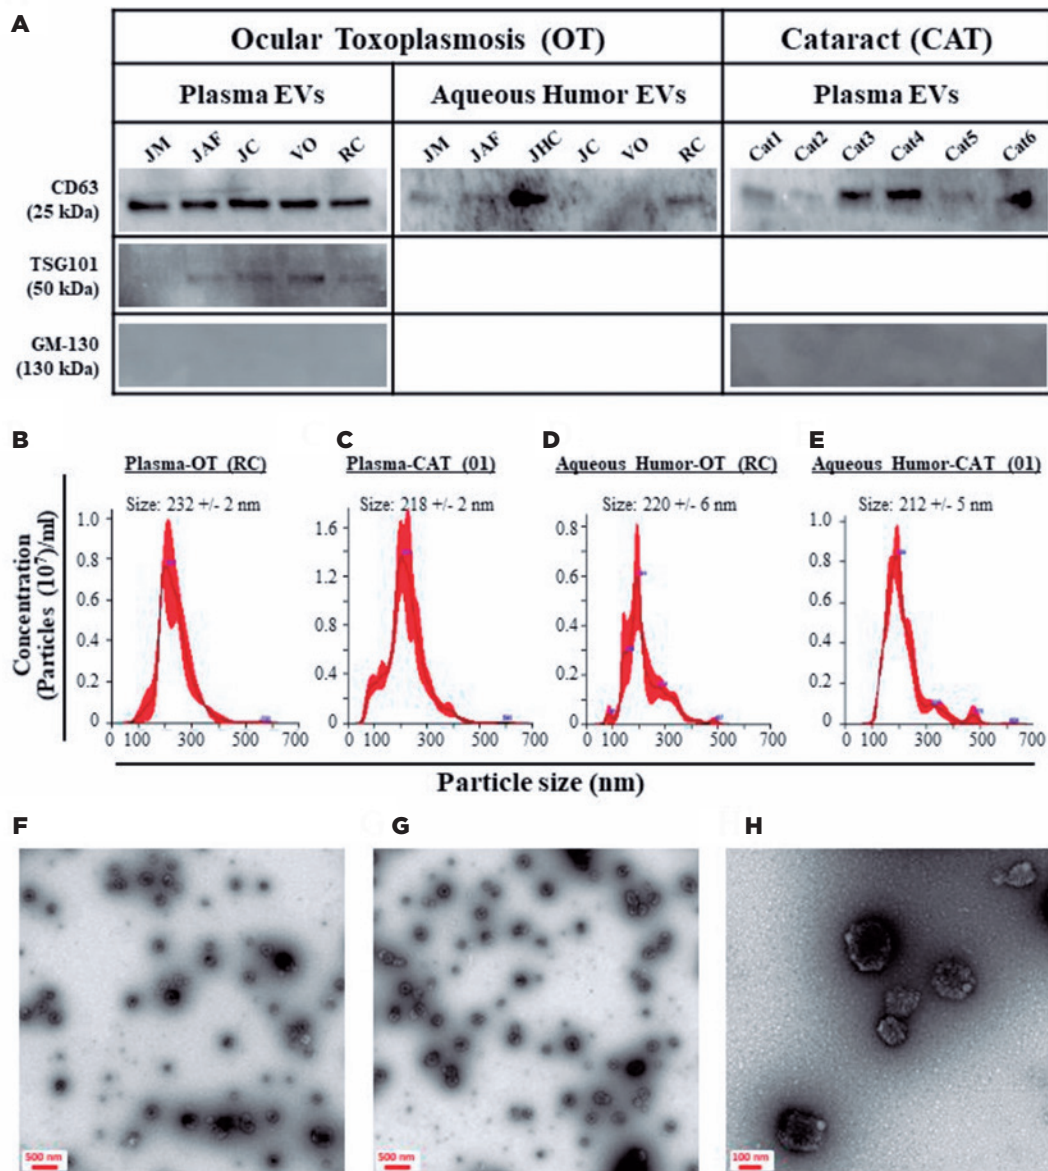 A
Ocular Toxoplasmosis (OT)
Cataract (CAT)
Plasma EVs
Aqueous Humor EVs
Plasma EVs
JM JAF JC VO RC
JM JAF JHC JC VO RC
Cat1 Cat2 Cat3 Cat4 Cat5 Cat6
CD63
(25 kDa)
TSG101
(50 kDa)
GM-130
(130 kDa)
B
Plasma-OT (RC)
Size: 232 +/- 2 nm
1.0
0.8
0.6
0.4
0.2
0
0 100 300 500 700
C
Plasma-CAT (01)
Size: 218 +/- 2 nm
1.6
1.2
0.8
0.4
0
0 100 300 500 700
D
Aqueous Humor-OT (RC)
Size: 220 +/- 6 nm
0.8
0.6
0.4
0.2
0
0 100 300 500 700
E
Aqueous Humor-CAT (01)
Size: 212 +/- 5 nm
1.0
0.8
0.6
0.4
0.2
0
0 100 300 500 700
Concentration
(Particles (10⁷)/ml)
Particle size (nm)
F
500 nm
G
500 nm
H
100 nm